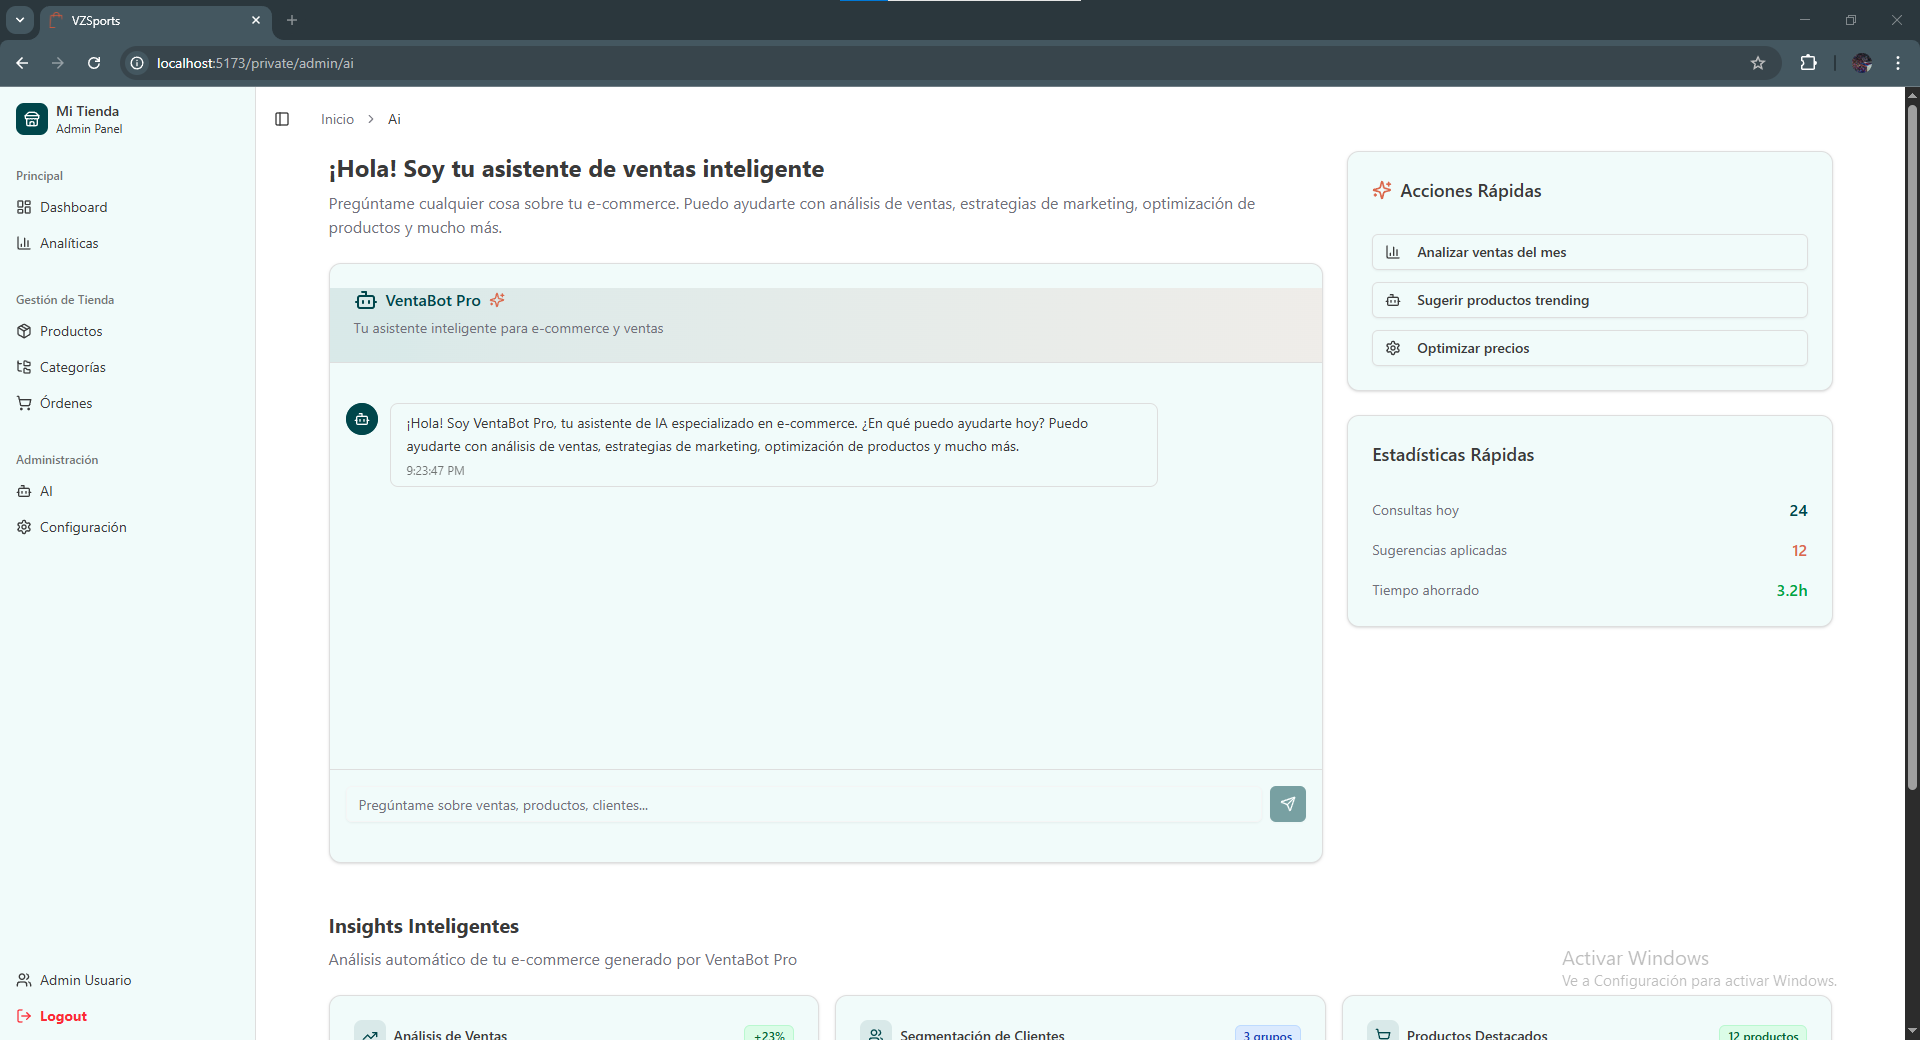 VZSports
localhost:5173/private/admin/ai
Mi Tienda
Admin Panel
Principal
Dashboard
Analíticas
Gestión de Tienda
Productos
Categorías
Órdenes
Administración
AI
Configuración
Admin Usuario
Logout
Inicio > Ai
¡Hola! Soy tu asistente de ventas inteligente
Pregúntame cualquier cosa sobre tu e-commerce. Puedo ayudarte con análisis de ventas, estrategias de marketing, optimización de
productos y mucho más.
VentaBot Pro
Tu asistente inteligente para e-commerce y ventas
¡Hola! Soy VentaBot Pro, tu asistente de IA especializado en e-commerce. ¿En qué puedo ayudarte hoy? Puedo
ayudarte con análisis de ventas, estrategias de marketing, optimización de productos y mucho más.
9:23:47 PM
Pregúntame sobre ventas, productos, clientes...
Acciones Rápidas
Analizar ventas del mes
Sugerir productos trending
Optimizar precios
Estadísticas Rápidas
Consultas hoy 24
Sugerencias aplicadas 12
Tiempo ahorrado 3.2h
Insights Inteligentes
Análisis automático de tu e-commerce generado por VentaBot Pro
Análisis de Ventas +23%
Segmentación de Clientes 3 grupos
Productos Destacados 12 productos
Activar Windows
Ve a Configuración para activar Windows.